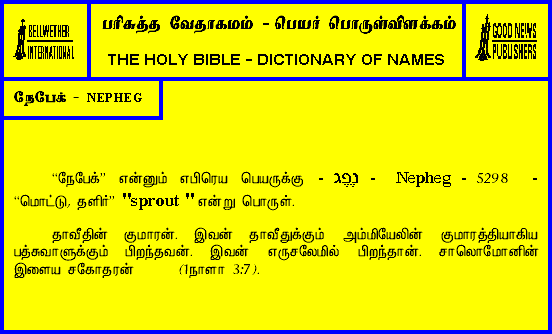 BELLWETHER
INTERNATIONAL
பரிசுத்த வேதாகமம் - பெயர் பொருள்விளக்கம்
THE HOLY BIBLE - DICTIONARY OF NAMES
GOOD NEWS
PUBLISHERS
நேபேக் - NEPHEG
“நேபேக்” என்னும் எபிரெய பெயருக்கு - נֶפֶג - Nepheg - 5298 -
“மொட்டு, தளிர்” "sprout" என்று பொருள்.
தாவீதின் குமாரன். இவன் தாவீதுக்கும் அம்மியேலின் குமாரத்தியாகிய
பத்சுவாளுக்கும் பிறந்தவன். இவன் எருசலேமில் பிறந்தான். சாலொமோனின்
இளைய சகோதரன் (1நாளா 3:7).